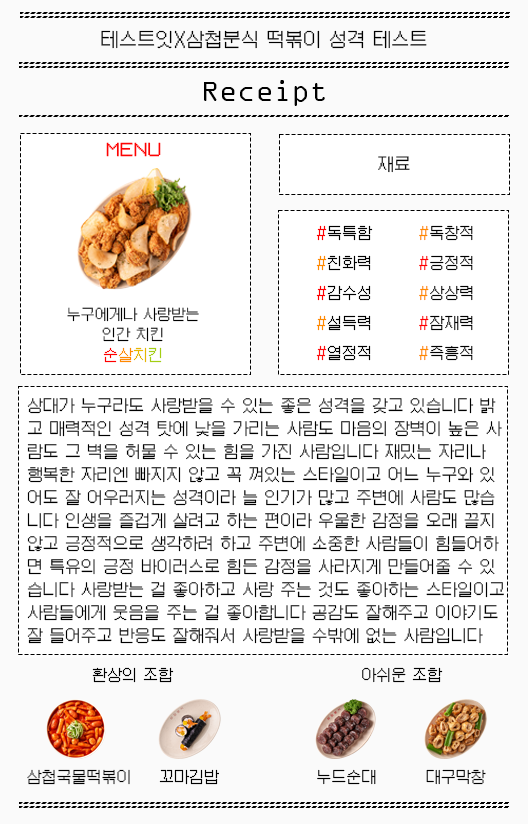 테스트잇X삼첩분식 떡볶이 성격 테스트
Receipt
MENU
누구에게나 사랑받는
인간 치킨
순살치킨
재료
#독특함 #독창적
#친화력 #긍정적
#감수성 #상상력
#설득력 #잠재력
#열정적 #즉흥적
상대가 누구라도 사랑받을 수 있는 좋은 성격을 갖고 있습니다 밝
고 매력적인 성격 탓에 낯을 가리는 사람도 마음의 장벽이 높은 사
람도 그 벽을 허물 수 있는 힘을 가진 사람입니다 재밌는 자리나
행복한 자리엔 빠지지 않고 꼭 껴있는 스타일이고 어느 누구와 있
어도 잘 어우러지는 성격이라 늘 인기가 많고 주변에 사람도 많습
니다 인생을 즐겁게 살려고 하는 편이라 우울한 감정을 오래 끌지
않고 긍정적으로 생각하려 하고 주변에 소중한 사람들이 힘들어하
면 특유의 긍정 바이러스로 힘든 감정을 사라지게 만들어줄 수 있
습니다 사랑받는 걸 좋아하고 사랑 주는 것도 좋아하는 스타일이고
사람들에게 웃음을 주는 걸 좋아합니다 공감도 잘해주고 이야기도
잘 들어주고 반응도 잘해줘서 사랑받을 수밖에 없는 사람입니다
환상의 조합 아쉬운 조합
삼첩국물떡볶이 꼬마김밥 누드순대 대구막창